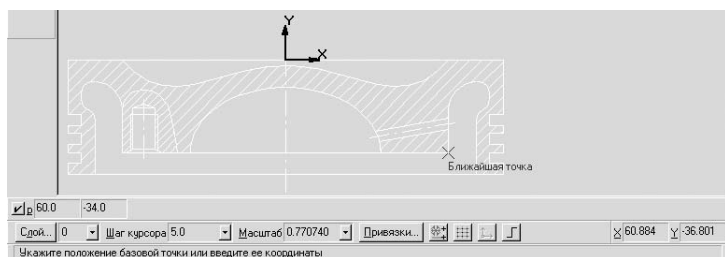 Y
X
Ближайшая точка
p 60.0 -34.0
Слой... 0 Шаг курсора 5.0 Масштаб 0.770740 Привязки... X 60.884 Y -36.801
Укажите положение базовой точки или введите ее координаты